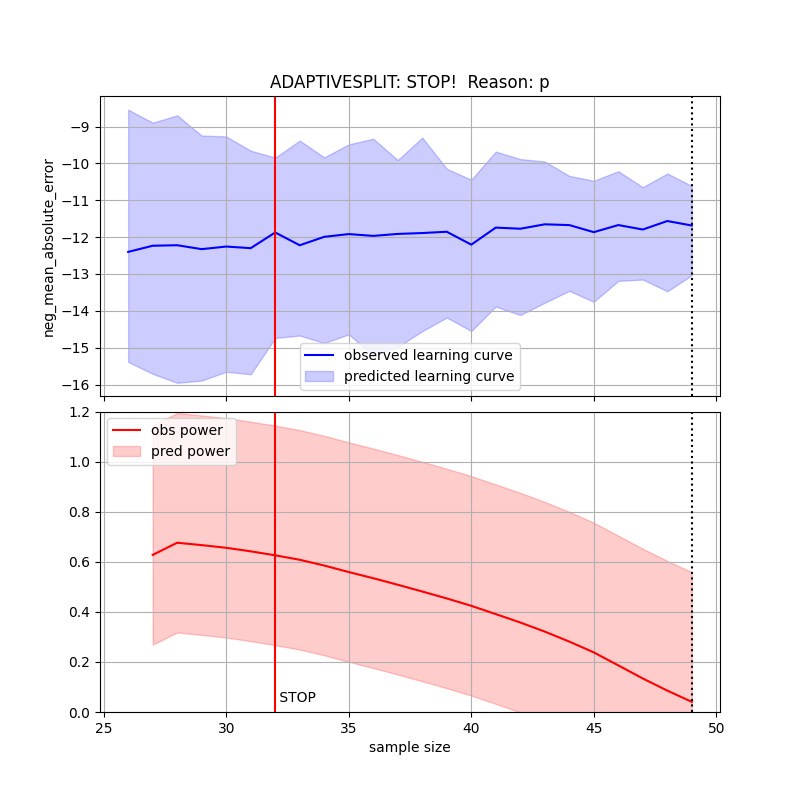 ADAPTIVESPLIT: STOP!  Reason: p
−9
−10
−11
−12
−13
−14
−15
−16
neg_mean_absolute_error
observed learning curve
predicted learning curve
1.2
1.0
0.8
0.6
0.4
0.2
0.0
obs power
pred power
STOP
25 30 35 40 45 50
sample size